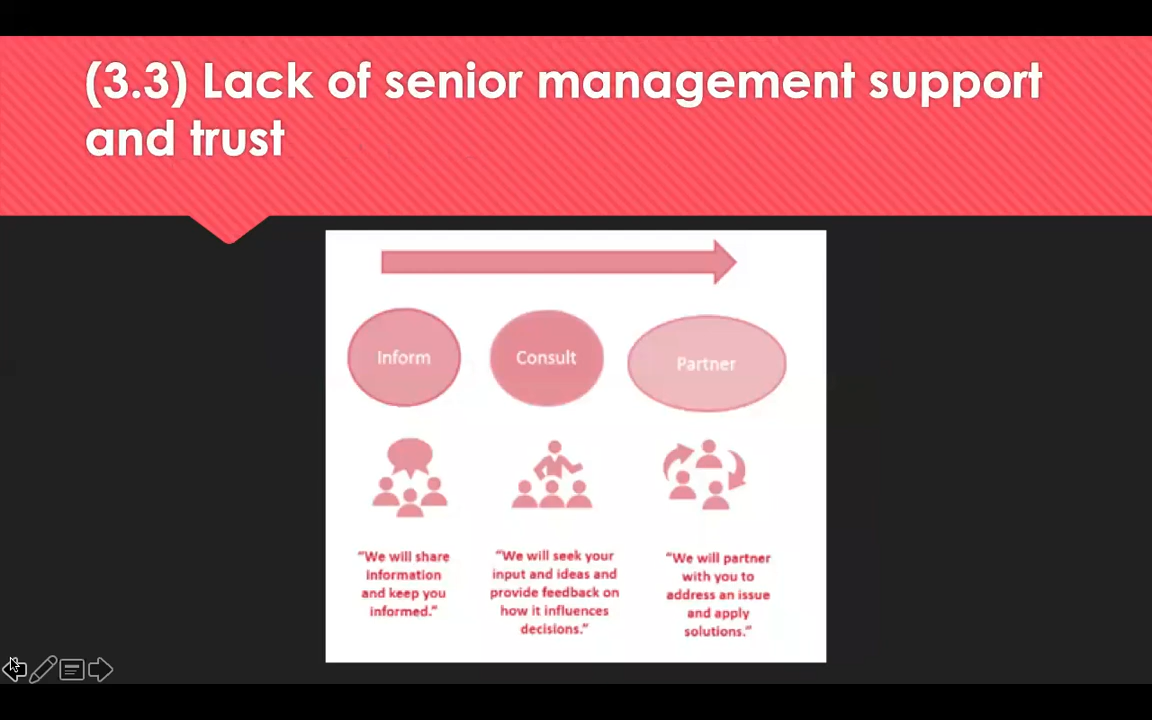 (3.3) Lack of senior management support
and trust
Inform
Consult
Partner
"We will share
information
and keep you
informed."
"We will seek your
input and ideas and
provide feedback on
how it influences
decisions."
"We will partner
with you to
address an issue
and apply
solutions."